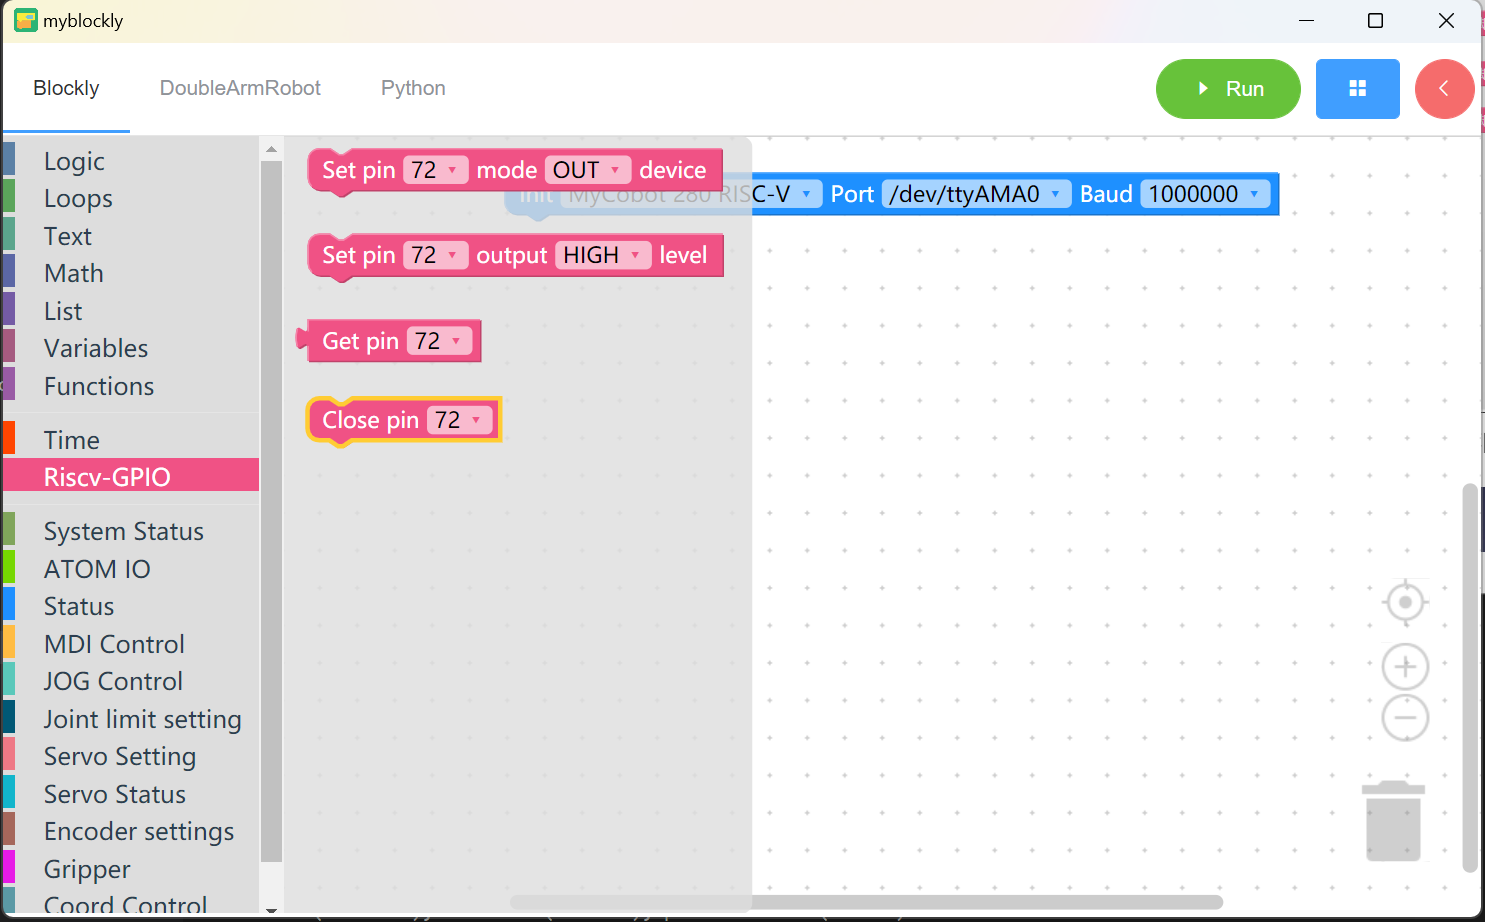 myblockly
Blockly DoubleArmRobot Python Run
Logic
Loops
Text
Math
List
Variables
Functions
Time
Riscv-GPIO
System Status
ATOM IO
Status
MDI Control
JOG Control
Joint limit setting
Servo Setting
Servo Status
Encoder settings
Gripper
Coord Control
Set pin 72 mode OUT device
Init MyCobot 280 RISC-V Port /dev/ttyAMA0 Baud 1000000
Set pin 72 output HIGH level
Get pin 72
Close pin 72